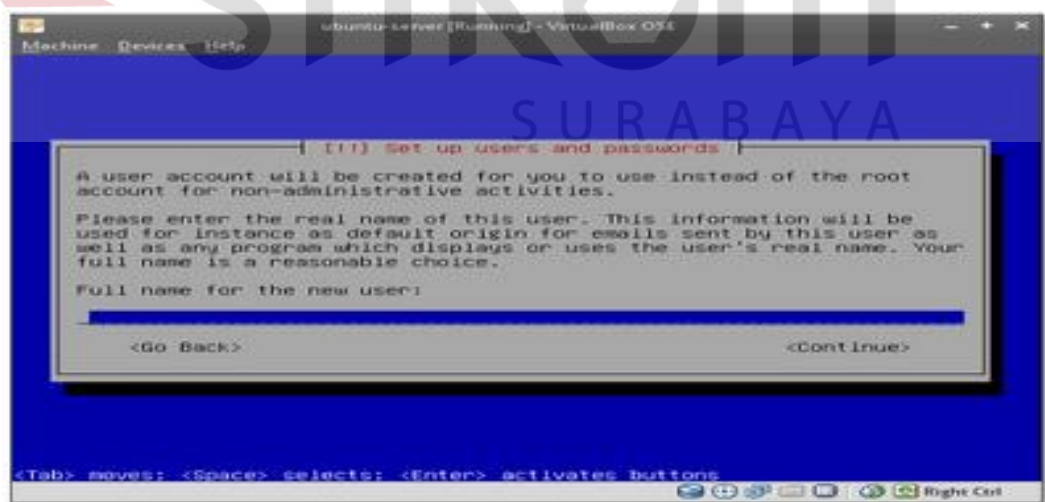 ubuntu-server [Running] - VirtualBox OSE
Machine Devices Help
SURABAYA
[!!] Set up users and passwords
A user account will be created for you to use instead of the root
account for non-administrative activities.
Please enter the real name of this user. This information will be
used for instance as default origin for emails sent by this user as
well as any program which displays or uses the user's real name. Your
full name is a reasonable choice.
Full name for the new user:
<Go Back> <Continue>
<Tab> moves; <Space> selects; <Enter> activates buttons
Right Ctrl